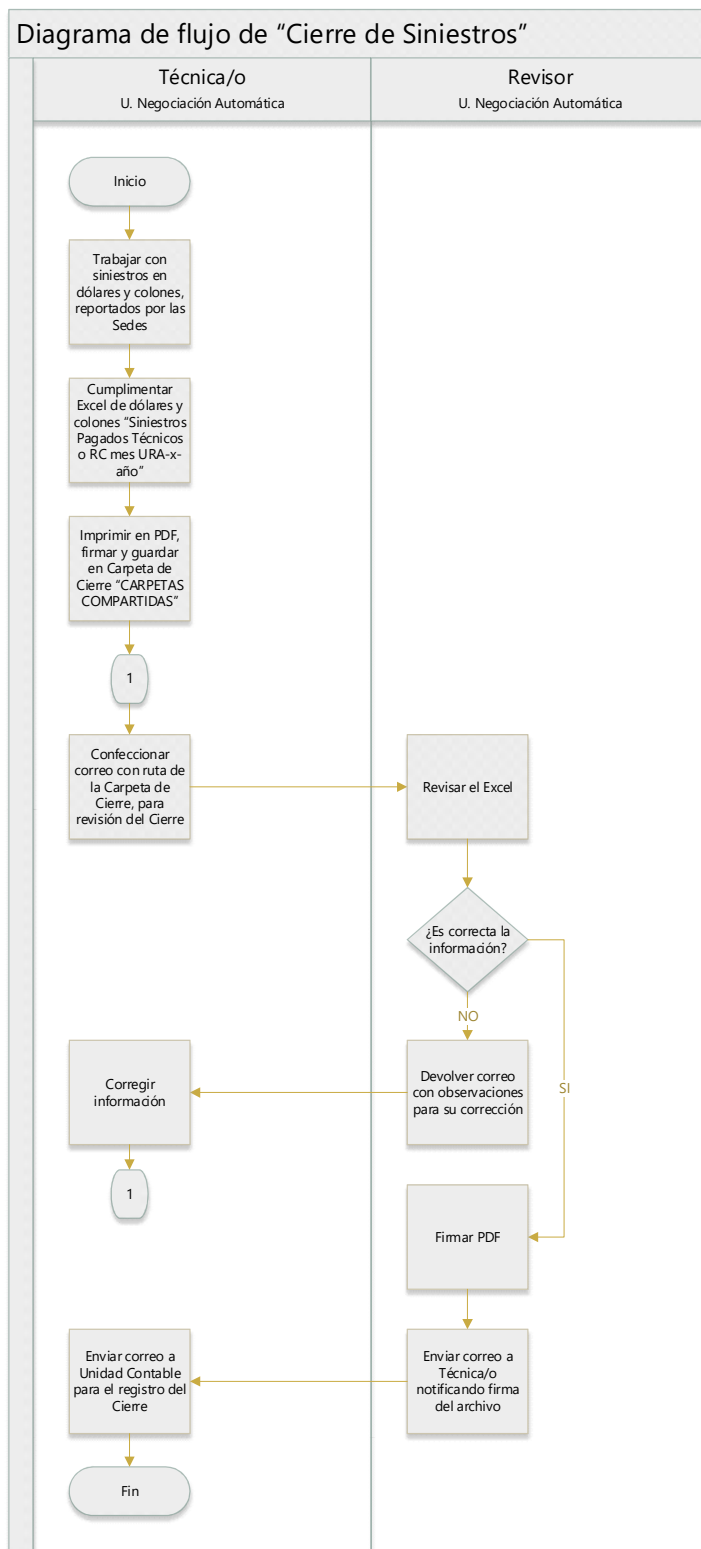 Diagrama de flujo de “Cierre de Siniestros”
Técnica/o
U. Negociación Automática
Revisor
U. Negociación Automática
Inicio
Trabajar con
siniestros en
dólares y colones,
reportados por las
Sedes
Cumplimentar
Excel de dólares y
colones “Siniestros
Pagados Técnicos
o RC mes URA-x-
año”
Imprimir en PDF,
firmar y guardar
en Carpeta de
Cierre “CARPETAS
COMPARTIDAS”
1
Confeccionar
correo con ruta de
la Carpeta de
Cierre, para
revisión del Cierre
Revisar el Excel
¿Es correcta la
información?
NO
SI
Devolver correo
con observaciones
para su corrección
Corregir
información
1
Firmar PDF
Enviar correo a
Técnica/o
notificando firma
del archivo
Enviar correo a
Unidad Contable
para el registro del
Cierre
Fin